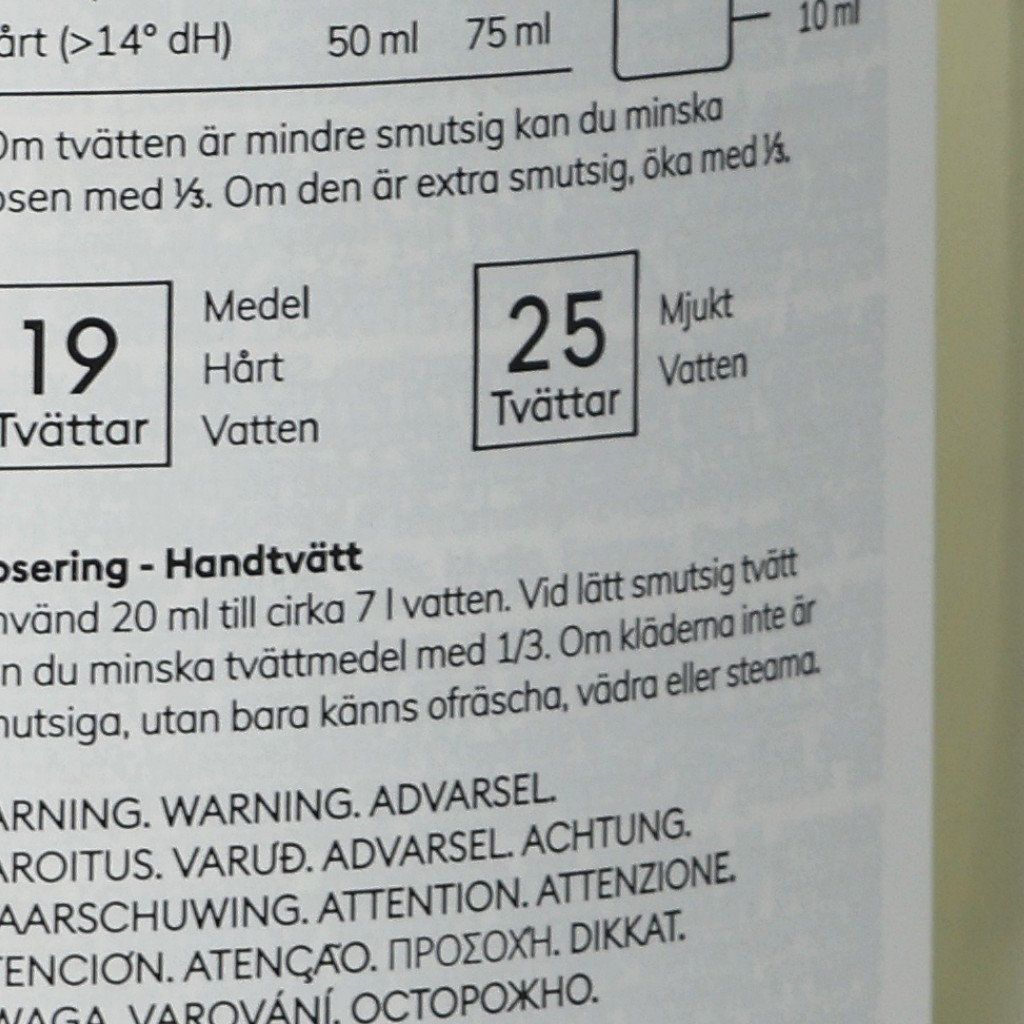 årt (>14° dH) 50 ml 75 ml 10 ml
Om tvätten är mindre smutsig kan du minska
osen med ⅓. Om den är extra smutsig, öka med ⅓.
19
Tvättar
Medel
Hårt
Vatten
25
Tvättar
Mjukt
Vatten
osering - Handtvätt
nvänd 20 ml till cirka 7 l vatten. Vid lätt smutsig tvätt
n du minska tvättmedel med 1/3. Om kläderna inte är
nutsiga, utan bara känns ofräscha, vädra eller steama.
ARNING. WARNING. ADVARSEL.
AROITUS. VARUÐ. ADVARSEL. ACHTUNG.
AARSCHUWING. ATTENTION. ATTENZIONE.
TENCIÓN. ATENÇÃO. ΠΡΟΣΟΧΉ. DIKKAT.
WAGA. VAROVÁNÍ. ОСТОРОЖНО.